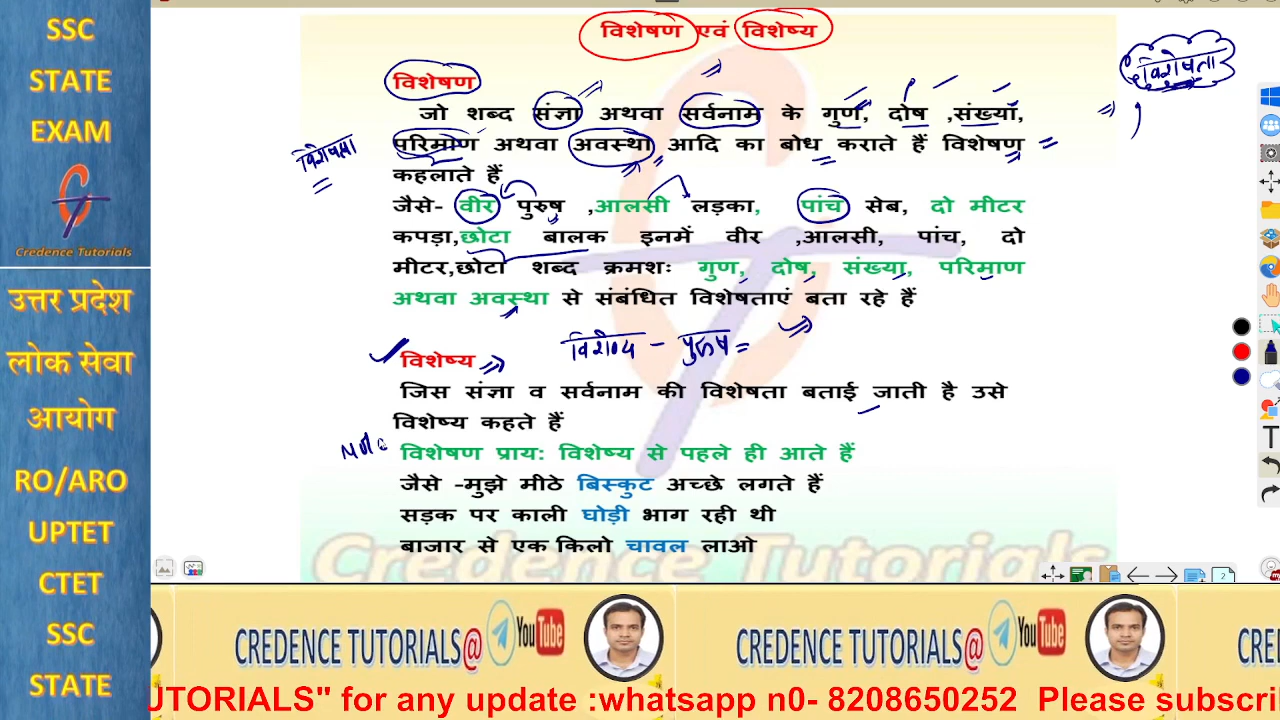 SSC
STATE
EXAM
Credence Tutorials
उत्तर प्रदेश
लोक सेवा
आयोग
RO/ARO
UPTET
CTET
SSC
STATE
विशेषण एवं विशेष्य
विशेषता
विशेषण
जो शब्द संज्ञा अथवा सर्वनाम के गुण, दोष ,संख्या,
परिमाण अथवा अवस्था आदि का बोध कराते हैं विशेषण
विशेषता
कहलाते हैं
जैसे- वीर पुरुष ,आलसी लड़का, पांच सेब, दो मीटर
कपड़ा,छोटा बालक इनमें वीर ,आलसी, पांच, दो
मीटर,छोटा शब्द क्रमशः गुण, दोष, संख्या, परिमाण
अथवा अवस्था से संबंधित विशेषताएं बता रहे हैं
विशेष्य – पुरुष
विशेष्य
जिस संज्ञा व सर्वनाम की विशेषता बताई जाती है उसे
विशेष्य कहते हैं
विशेषण प्राय: विशेष्य से पहले ही आते हैं
जैसे -मुझे मीठे बिस्कुट अच्छे लगते हैं
सड़क पर काली घोड़ी भाग रही थी
बाजार से एक किलो चावल लाओ
Credence Tutorials
CREDENCE TUTORIALS@ YouTube
CREDENCE TUTORIALS@ YouTube
UTORIALS" for any update :whatsapp n0- 8208650252 Please subscri